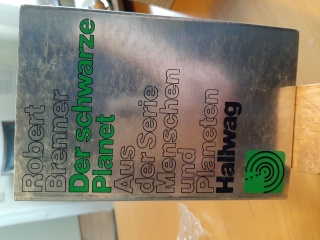 Robert
Brenner
Der schwarze
Planet
Aus
der Serie
Menschen
und
Planeten
Hallwag